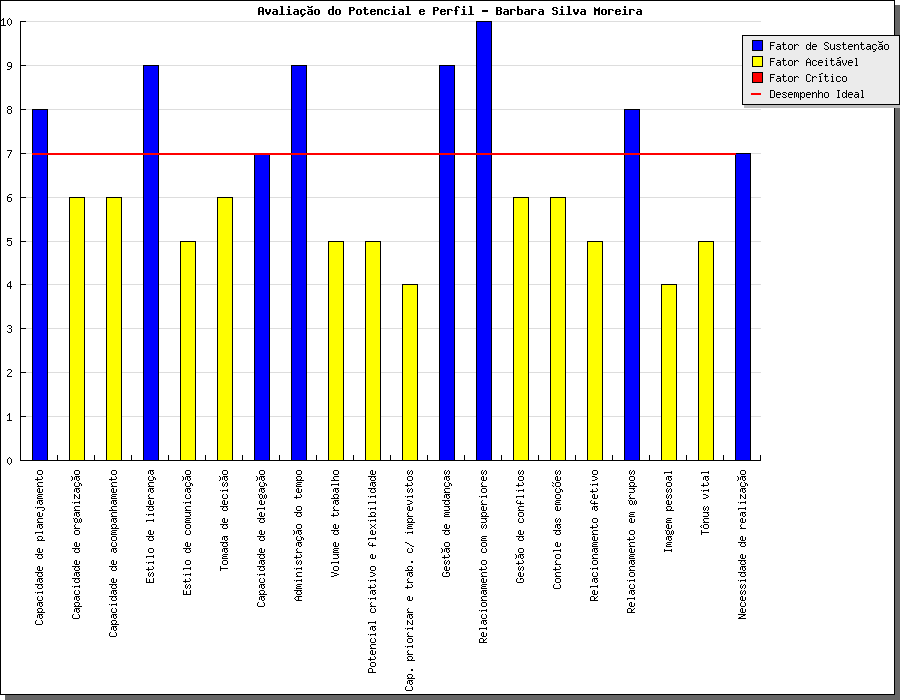 Avaliação do Potencial e Perfil - Barbara Silva Moreira
Fator de Sustentação
Fator Aceitável
Fator Crítico
Desempenho Ideal
10
9
8
7
6
5
4
3
2
1
0
Capacidade de planejamento
Capacidade de organização
Capacidade de acompanhamento
Estilo de liderança
Estilo de comunicação
Tomada de decisão
Capacidade de delegação
Administração do tempo
Volume de trabalho
Potencial criativo e flexibilidade
Cap. priorizar e trab. c/ imprevistos
Gestão de mudanças
Relacionamento com superiores
Gestão de conflitos
Controle das emoções
Relacionamento afetivo
Relacionamento em grupos
Imagem pessoal
Tônus vital
Necessidade de realização